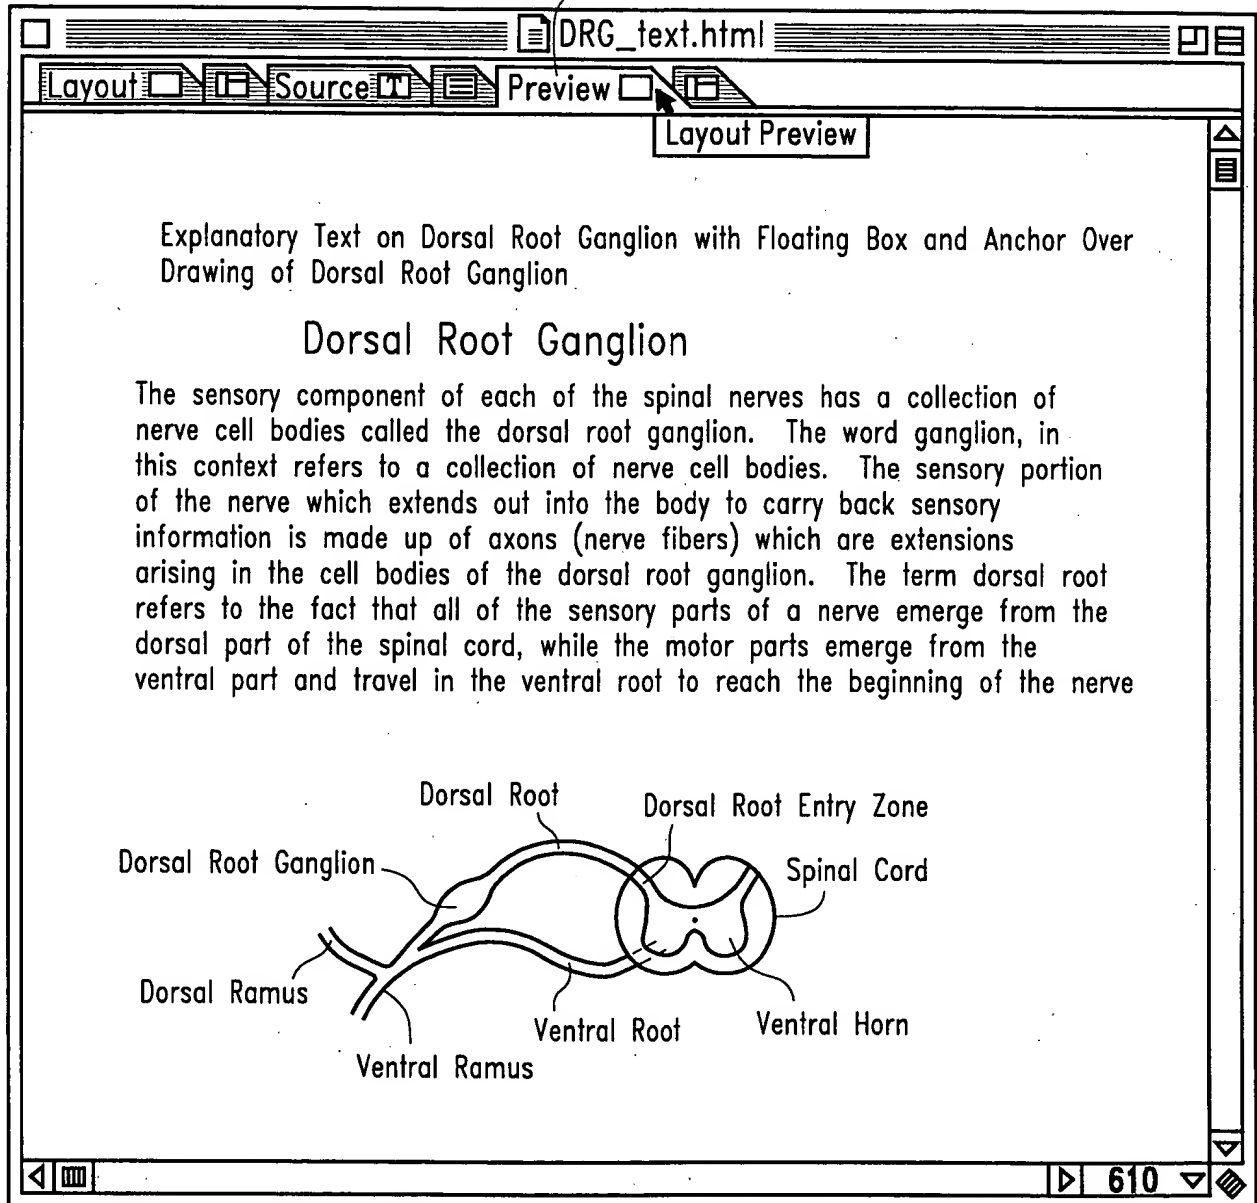 DRG_text.html
Layout Source T Preview
Layout Preview
Explanatory Text on Dorsal Root Ganglion with Floating Box and Anchor Over
Drawing of Dorsal Root Ganglion
Dorsal Root Ganglion
The sensory component of each of the spinal nerves has a collection of
nerve cell bodies called the dorsal root ganglion. The word ganglion, in
this context refers to a collection of nerve cell bodies. The sensory portion
of the nerve which extends out into the body to carry back sensory
information is made up of axons (nerve fibers) which are extensions
arising in the cell bodies of the dorsal root ganglion. The term dorsal root
refers to the fact that all of the sensory parts of a nerve emerge from the
dorsal part of the spinal cord, while the motor parts emerge from the
ventral part and travel in the ventral root to reach the beginning of the nerve
Dorsal Root
Dorsal Root Entry Zone
Dorsal Root Ganglion
Spinal Cord
Dorsal Ramus
Ventral Root
Ventral Horn
Ventral Ramus
610